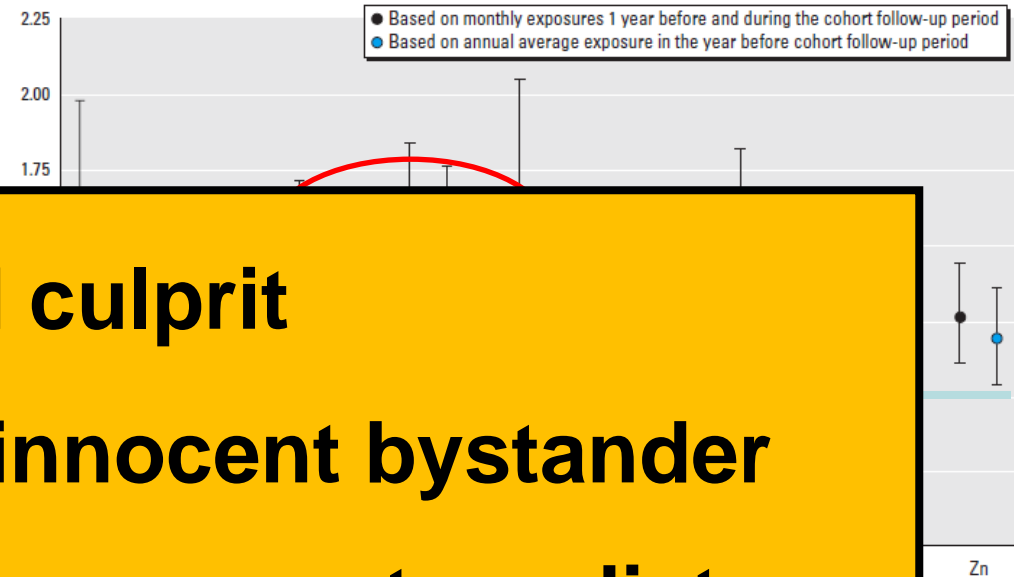 2.25
● Based on monthly exposures 1 year before and during the cohort follow-up period
● Based on annual average exposure in the year before cohort follow-up period
2.00
1.75
culprit
innocent bystander
Zn